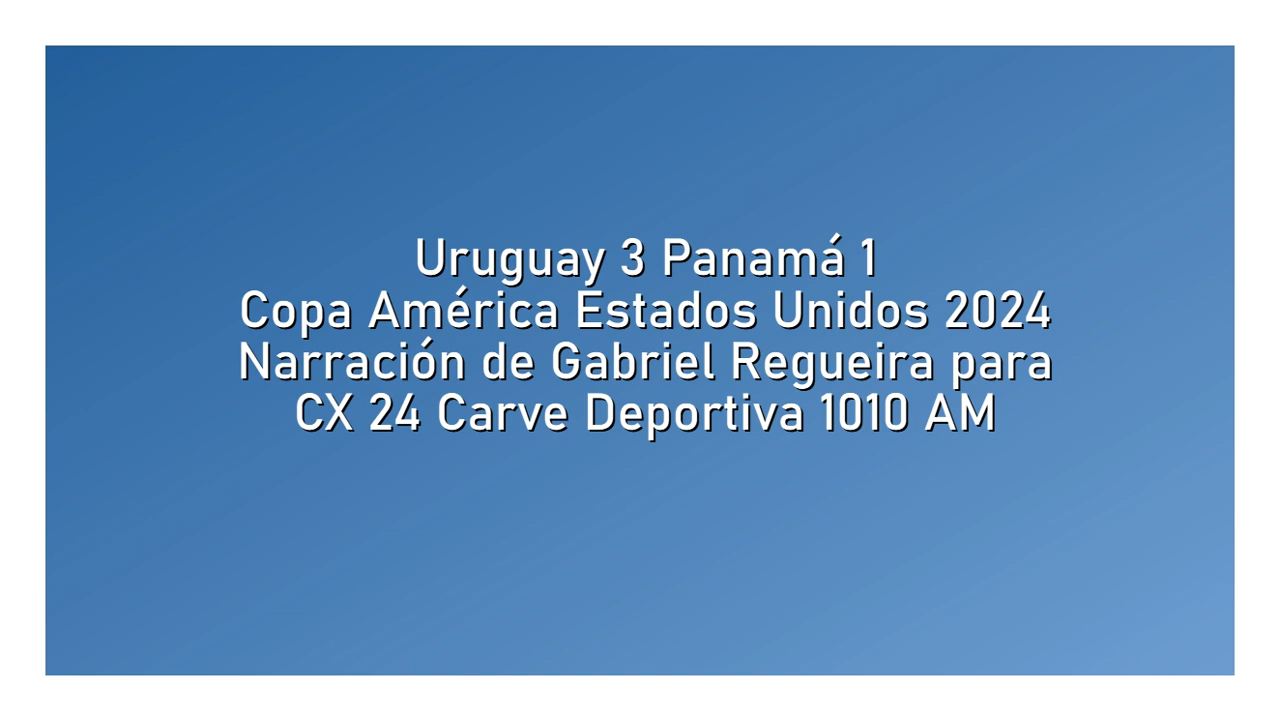 Uruguay 3 Panamá 1
Copa América Estados Unidos 2024
Narración de Gabriel Regueira para
CX 24 Carve Deportiva 1010 AM